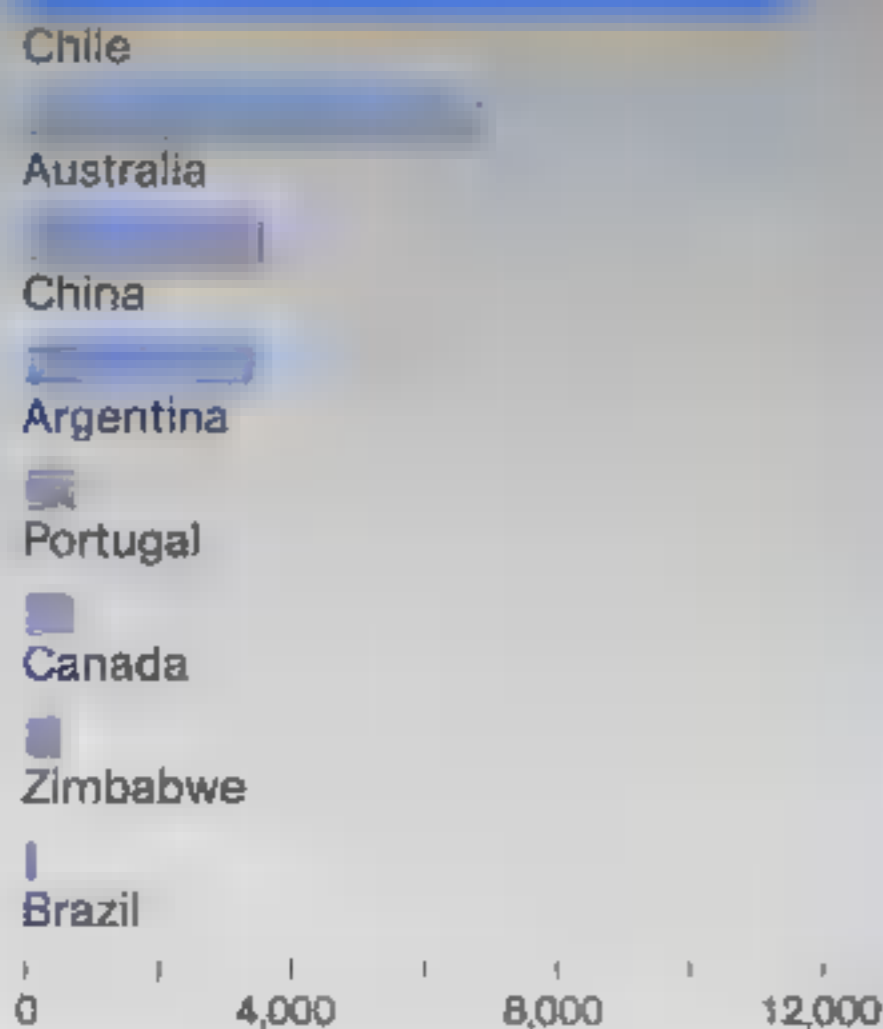 Chile
Australia
China
Argentina
Portugal
Canada
Zimbabwe
Brazil
0 4,000 8,000 12,000